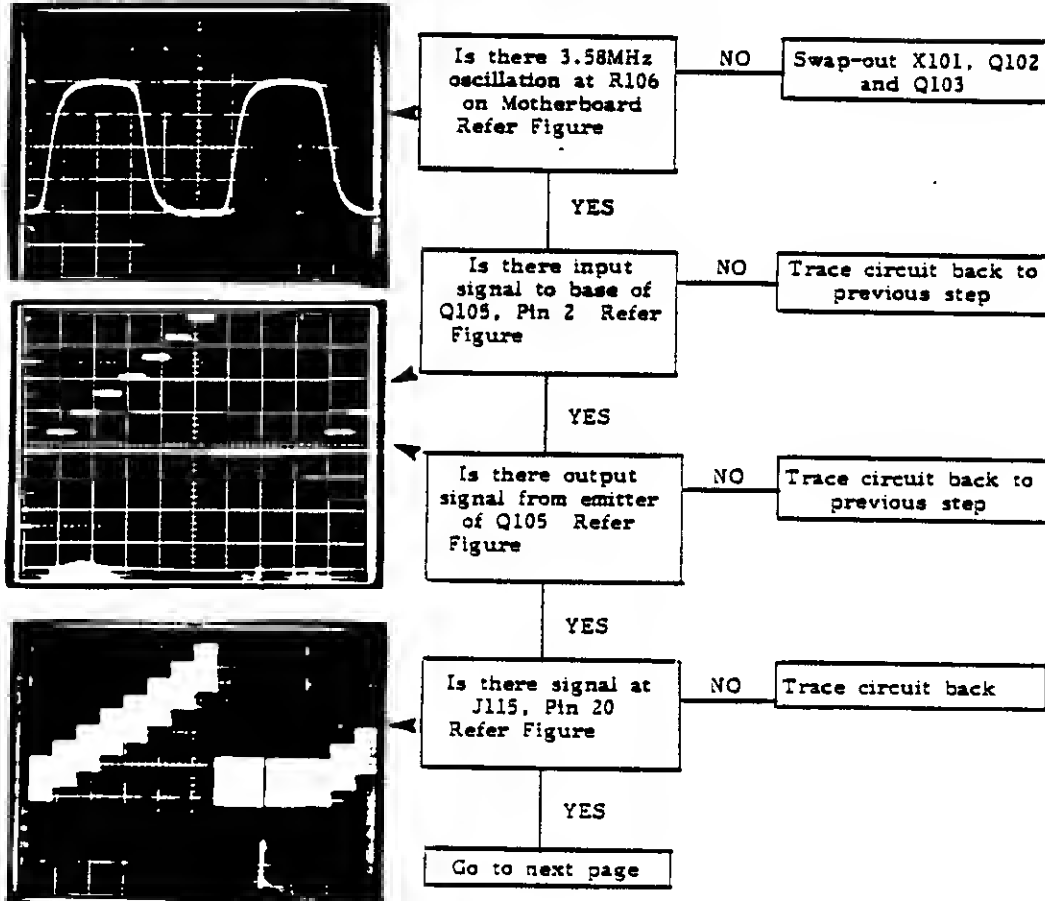 Is there 3.58MHz
oscillation at R106
on Motherboard
Refer Figure
NO
Swap-out X101, Q102
and Q103
YES
Is there input
signal to base of
Q105, Pin 2 Refer
Figure
NO
Trace circuit back to
previous step
YES
Is there output
signal from emitter
of Q105 Refer
Figure
NO
Trace circuit back to
previous step
YES
Is there signal at
J115, Pin 20
Refer Figure
NO
Trace circuit back
YES
Go to next page